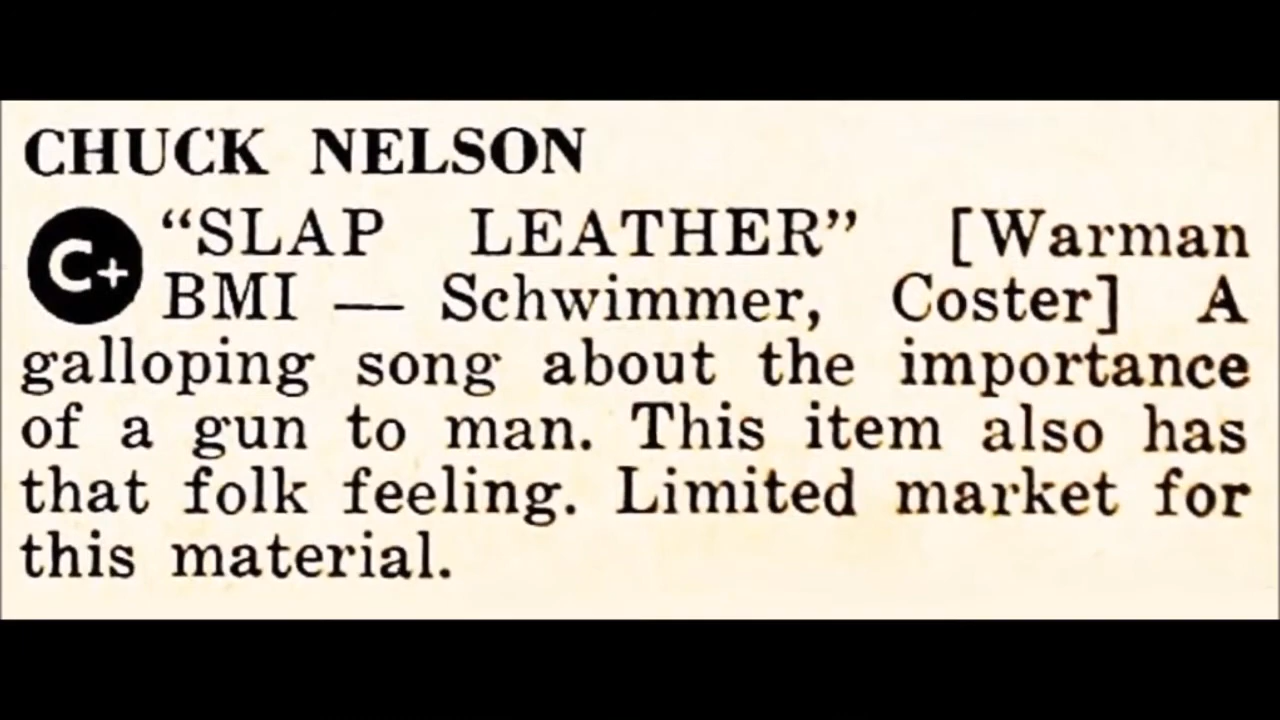 CHUCK NELSON
C+ “SLAP LEATHER” [Warman
BMI — Schwimmer, Coster] A
galloping song about the importance
of a gun to man. This item also has
that folk feeling. Limited market for
this material.